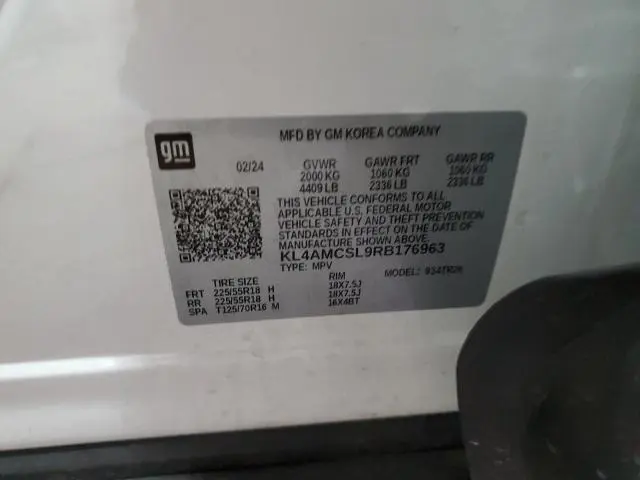 gm
MFD BY GM KOREA COMPANY
02/24 GVWR GAWR FRT GAWR RR
2000 KG 1060 KG 1060 KG
4409 LB 2336 LB 2336 LB
THIS VEHICLE CONFORMS TO ALL
APPLICABLE U.S. FEDERAL MOTOR
VEHICLE SAFETY AND THEFT PREVENTION
STANDARDS IN EFFECT ON THE DATE OF
MANUFACTURE SHOWN ABOVE.
KL4AMCSL9RB176963
TYPE: MPV MODEL:
TIRE SIZE RIM
FRT 225/55R18 H 18X7.5J
RR 225/55R18 H 18X7.5J
SPA T125/70R16 M 16X4BT